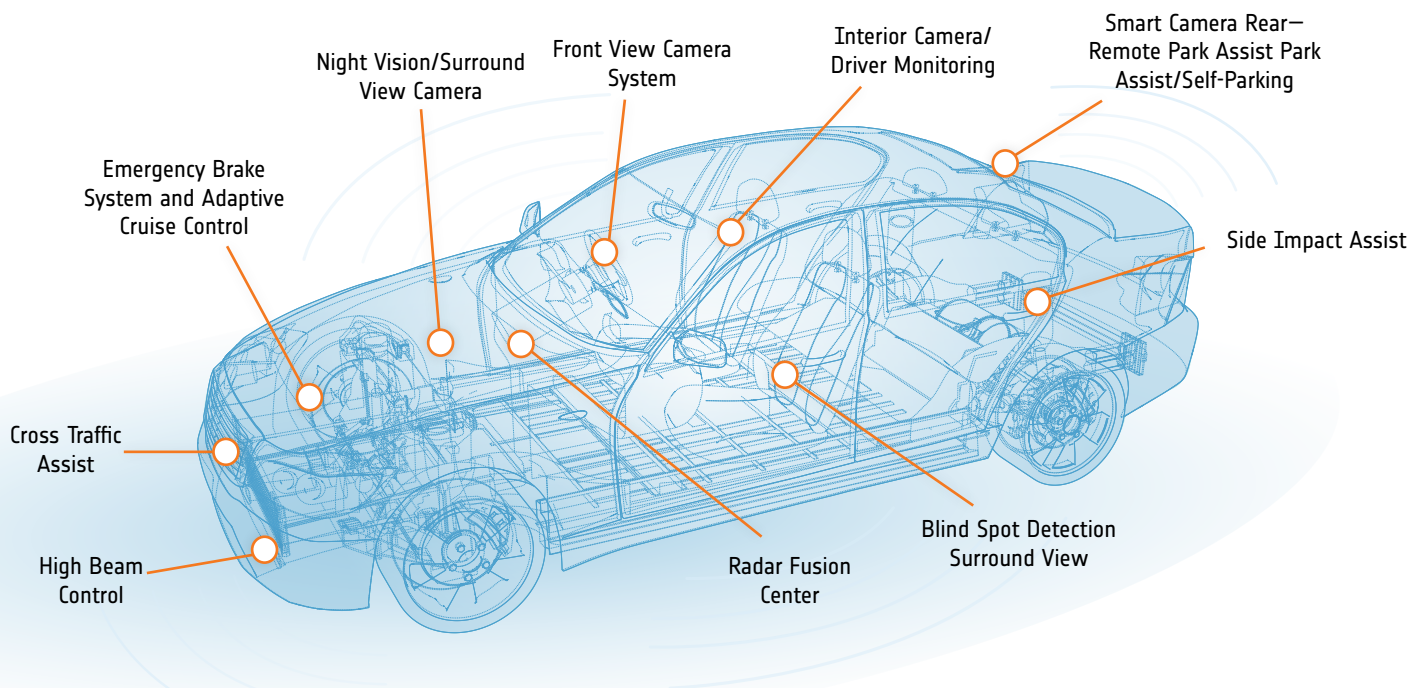 Smart Camera Rear—
Remote Park Assist Park
Assist/Self-Parking
Interior Camera/
Driver Monitoring
Front View Camera
System
Night Vision/Surround
View Camera
Emergency Brake
System and Adaptive
Cruise Control
Side Impact Assist
Cross Traffic
Assist
Blind Spot Detection
Surround View
Radar Fusion
Center
High Beam
Control